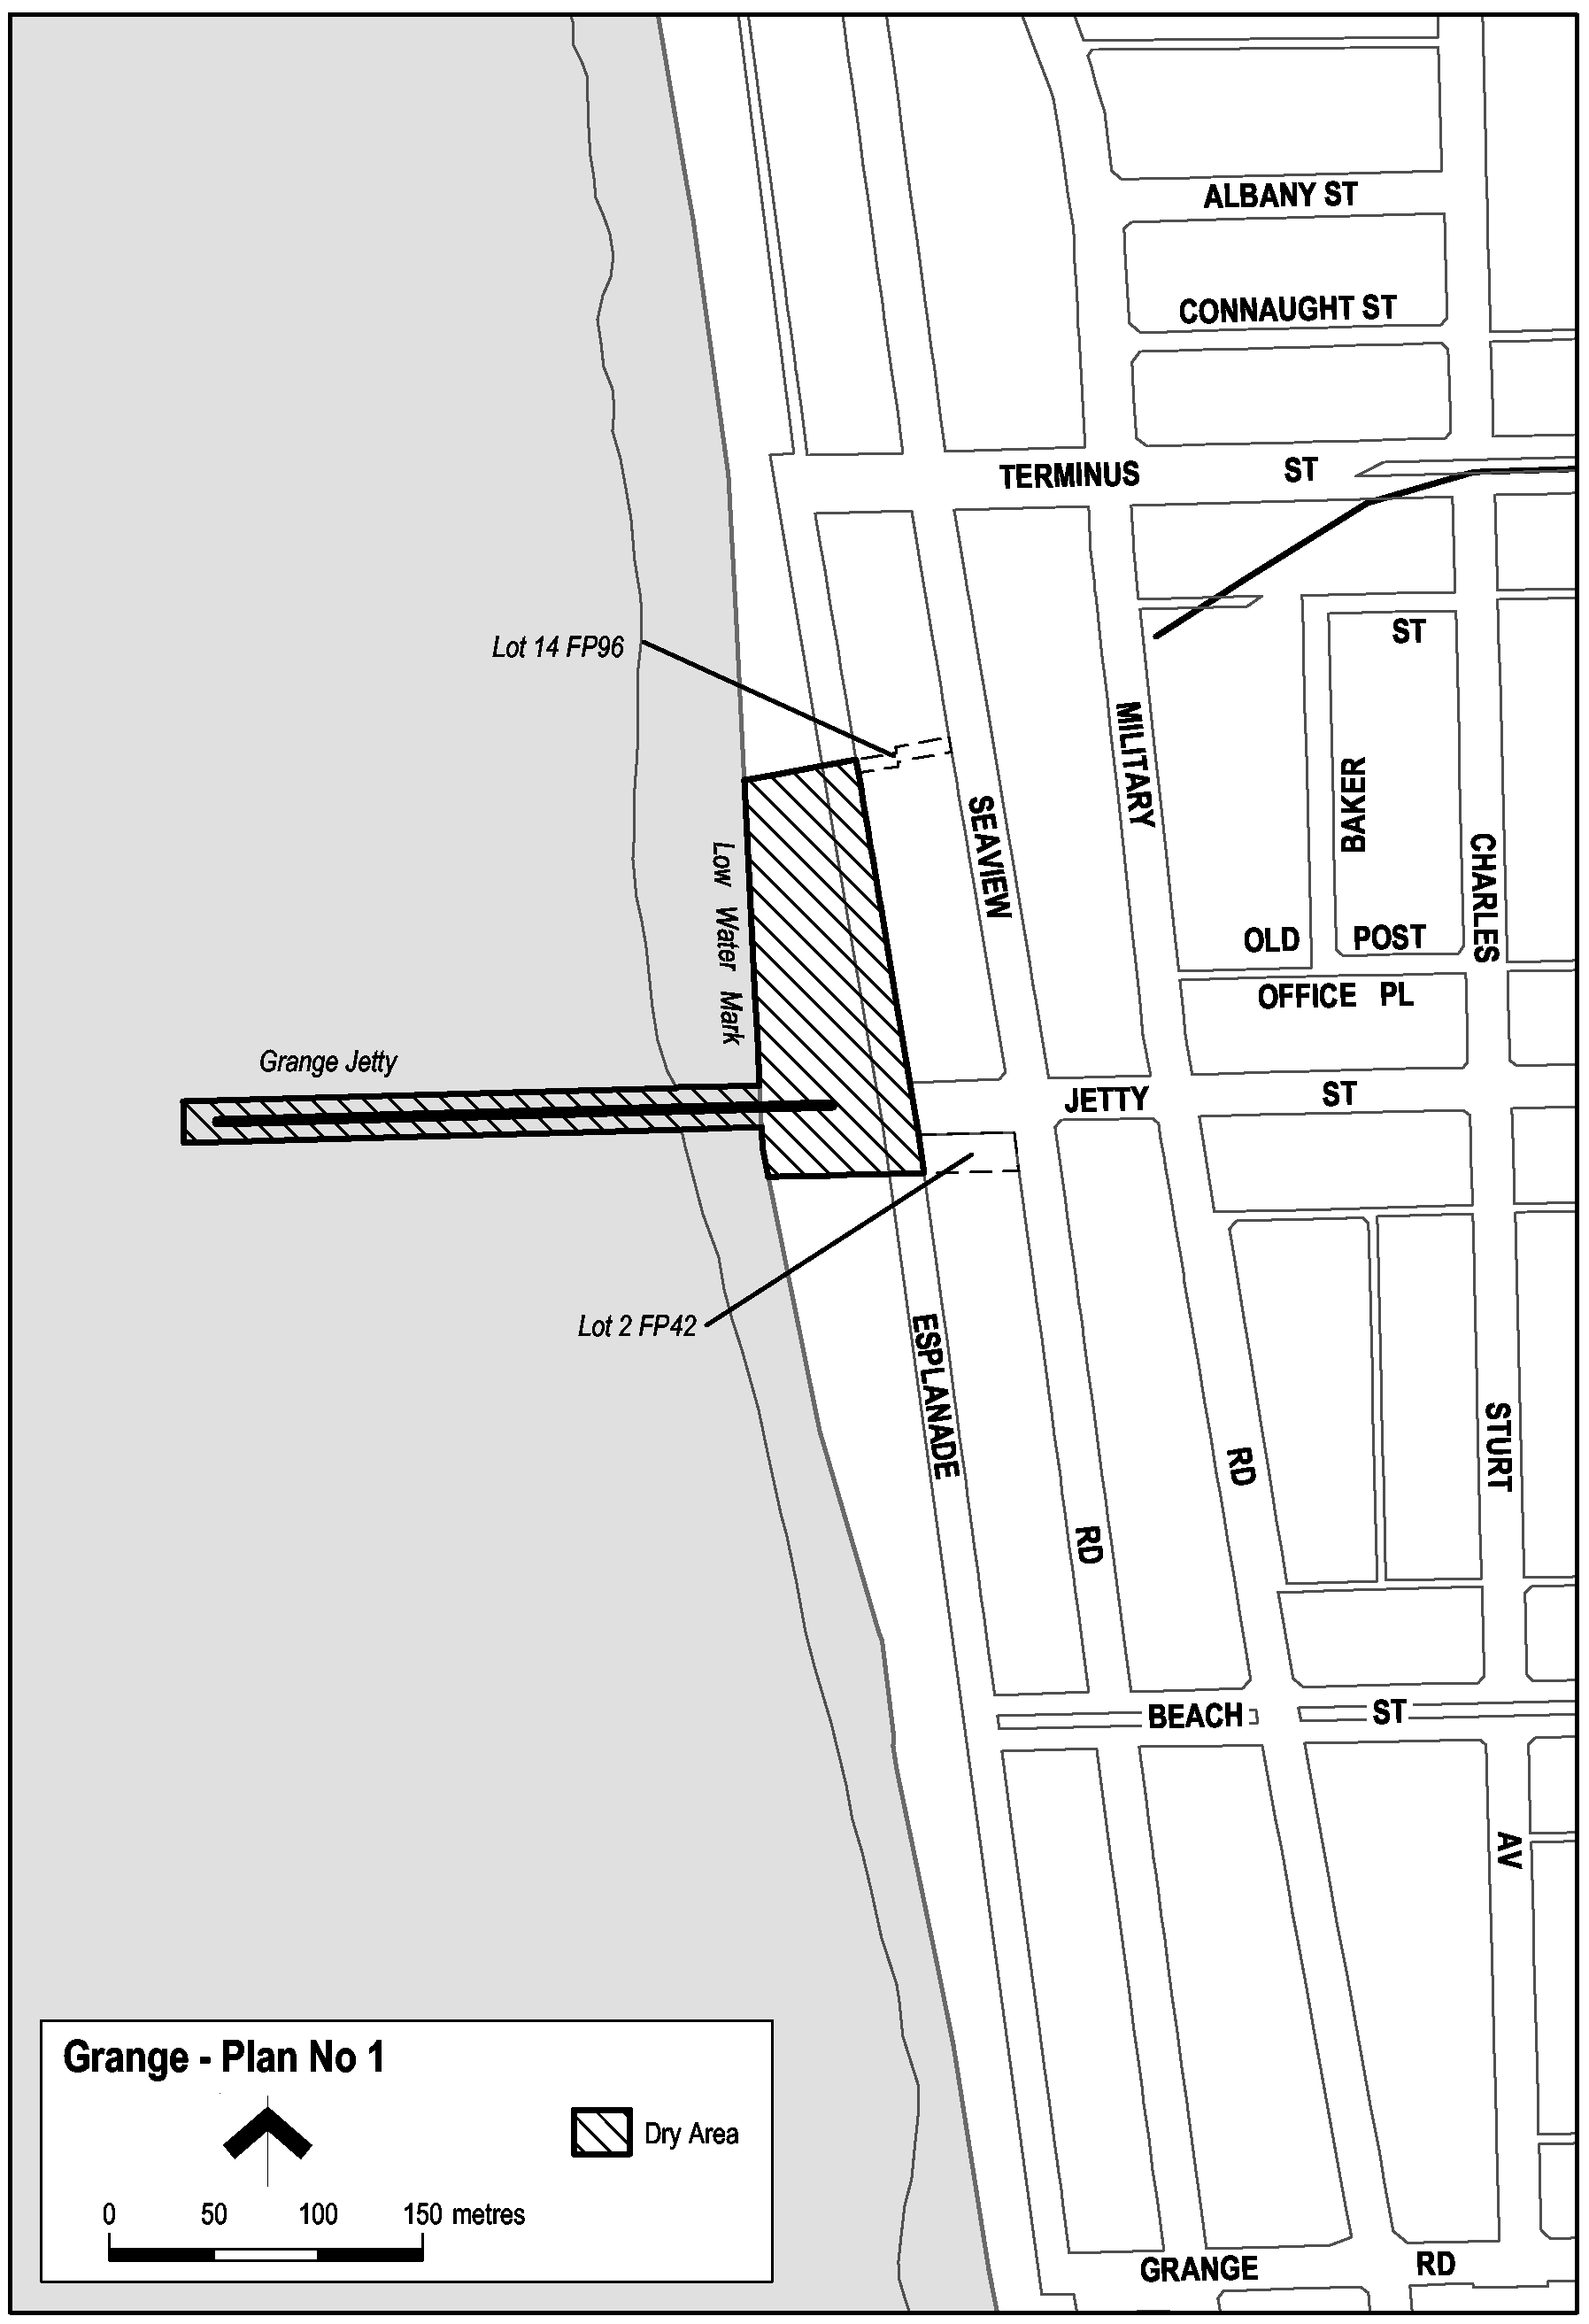 ALBANY ST
CONNAUGHT ST
TERMINUS ST
ST
Lot 14 FP96
MILITARY
BAKER
SEAVIEW
CHARLES
Low Water Mark
OLD POST
OFFICE PL
Grange Jetty
JETTY ST
Lot 2 FP42
ESPLANADE
STURT
RD
RD
BEACH ST
AV
Grange - Plan No 1
Dry Area
0 50 100 150 metres
GRANGE RD